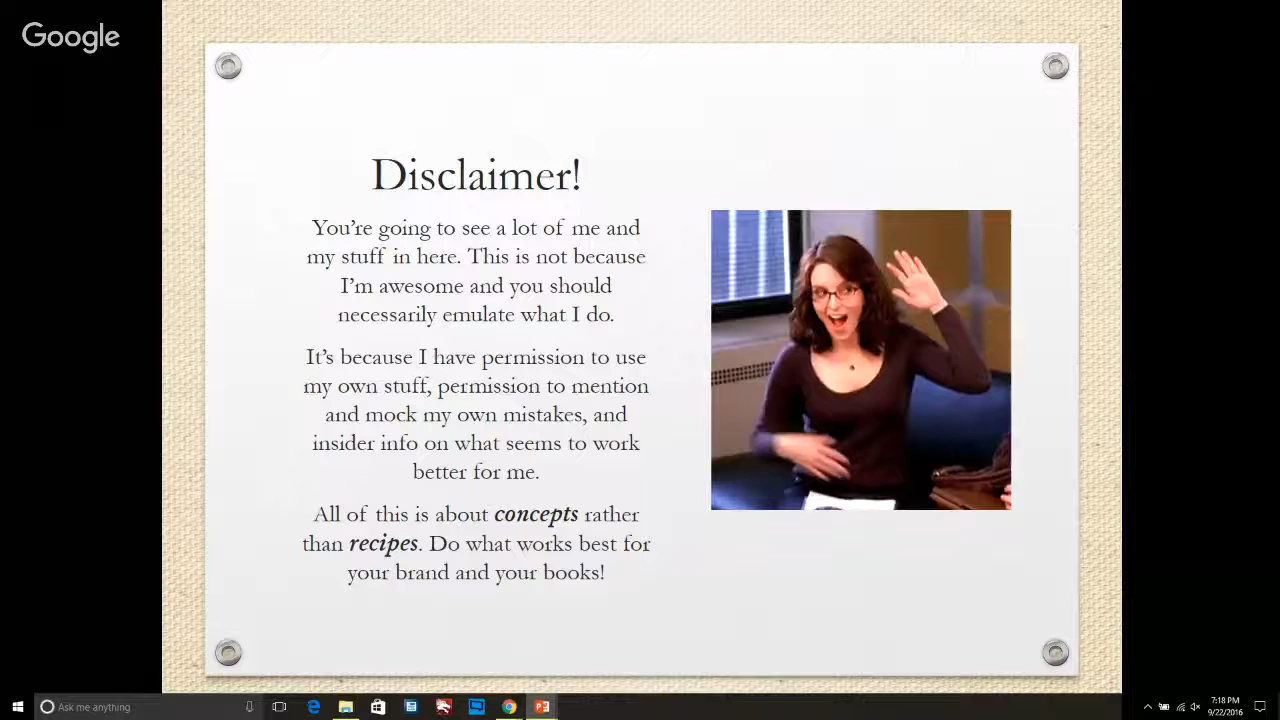 Google
Disclaimer!
You're going to see a lot of me and
my stuff in here. This is not because
I'm awesome and you should
necessarily emulate what I do.
It's because I have permission to use
my own stuff, permission to mention
and mock my own mistakes, and
insider info on what seems to work
better for me.
All of this is about concepts rather
than recipes. Do what works best for
your brand and your books!
Ask me anything
7:18 PM
9/22/2016